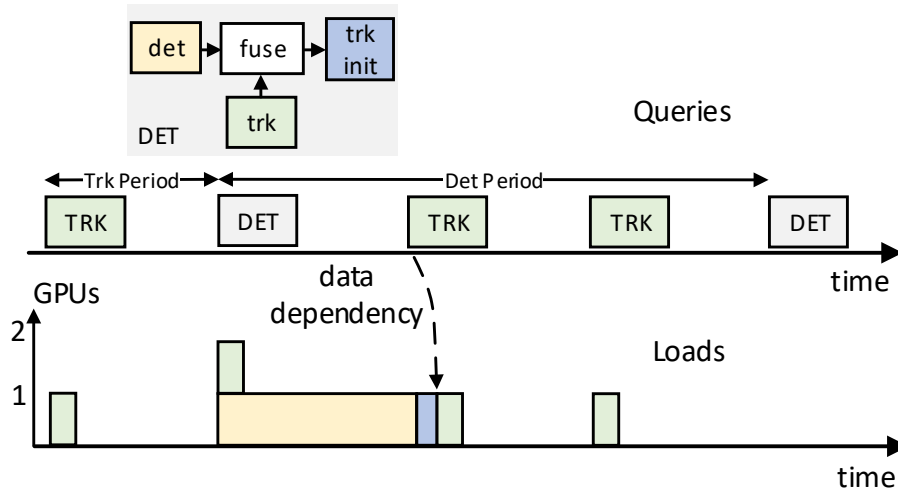 det
fuse
trk
init
trk
DET
Queries
Trk Period
Det Period
TRK
DET
TRK
TRK
DET
time
data
dependency
GPUs
2
1
Loads
time